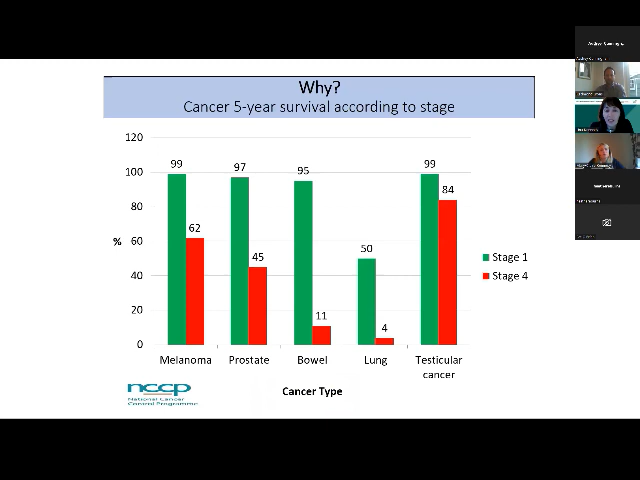 Why?
Cancer 5-year survival according to stage
120
100
80
60
40
20
0
%
99
62
97
45
95
11
50
4
99
84
Melanoma
Prostate
Bowel
Lung
Testicular
cancer
Cancer Type
Stage 1
Stage 4
nccp
National Cancer
Control Programme